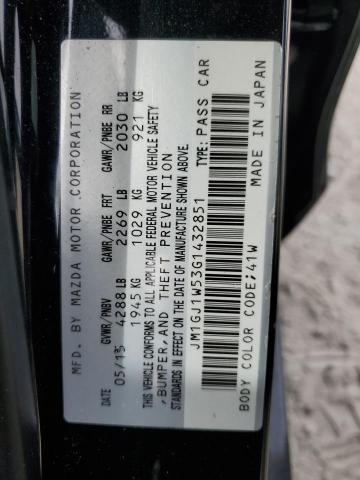 MFD. BY MAZDA MOTOR CORPORATION
DATE GVWR/PNBV GAWR/PNBE FRT GAWR/PNBE RR
05/15 4288 LB 2269 LB 2030 LB
1945 KG 1029 KG 921 KG
THIS VEHICLE CONFORMS TO ALL APPLICABLE FEDERAL MOTOR VEHICLE SAFETY
,BUMPER,AND THEFT PREVENTION
STANDARDS IN EFFECT ON THE DATE OF MANUFACTURE SHOWN ABOVE.
JM1GJ1W53G1432851 TYPE: PASS CAR
BODY COLOR CODE:41W MADE IN JAPAN